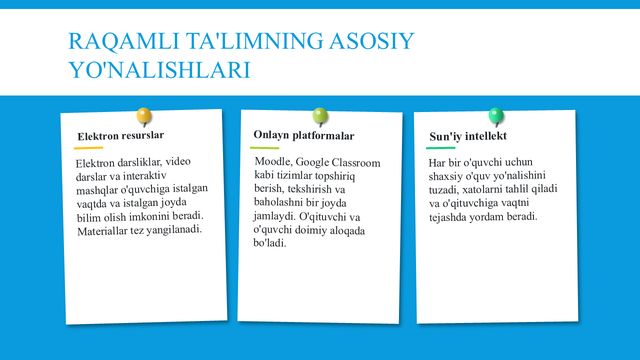 RAQAMLI TA'LIMNING ASOSIY
YO'NALISHLARI
Elektron resurslar
Elektron darsliklar, video
darslar va interaktiv
mashqlar o'quvchiga istalgan
vaqtda va istalgan joyda
bilim olish imkonini beradi.
Materiallar tez yangilanadi.
Onlayn platformalar
Moodle, Google Classroom
kabi tizimlar topshiriq
berish, tekshirish va
baholashni bir joyda
jamlaydi. O'qituvchi va
o'quvchi doimiy aloqada
bo'ladi.
Sun'iy intellekt
Har bir o'quvchi uchun
shaxsiy o'quv yo'nalishini
tuzadi, xatolarni tahlil qiladi
va o'qituvchiga vaqtni
tejashda yordam beradi.